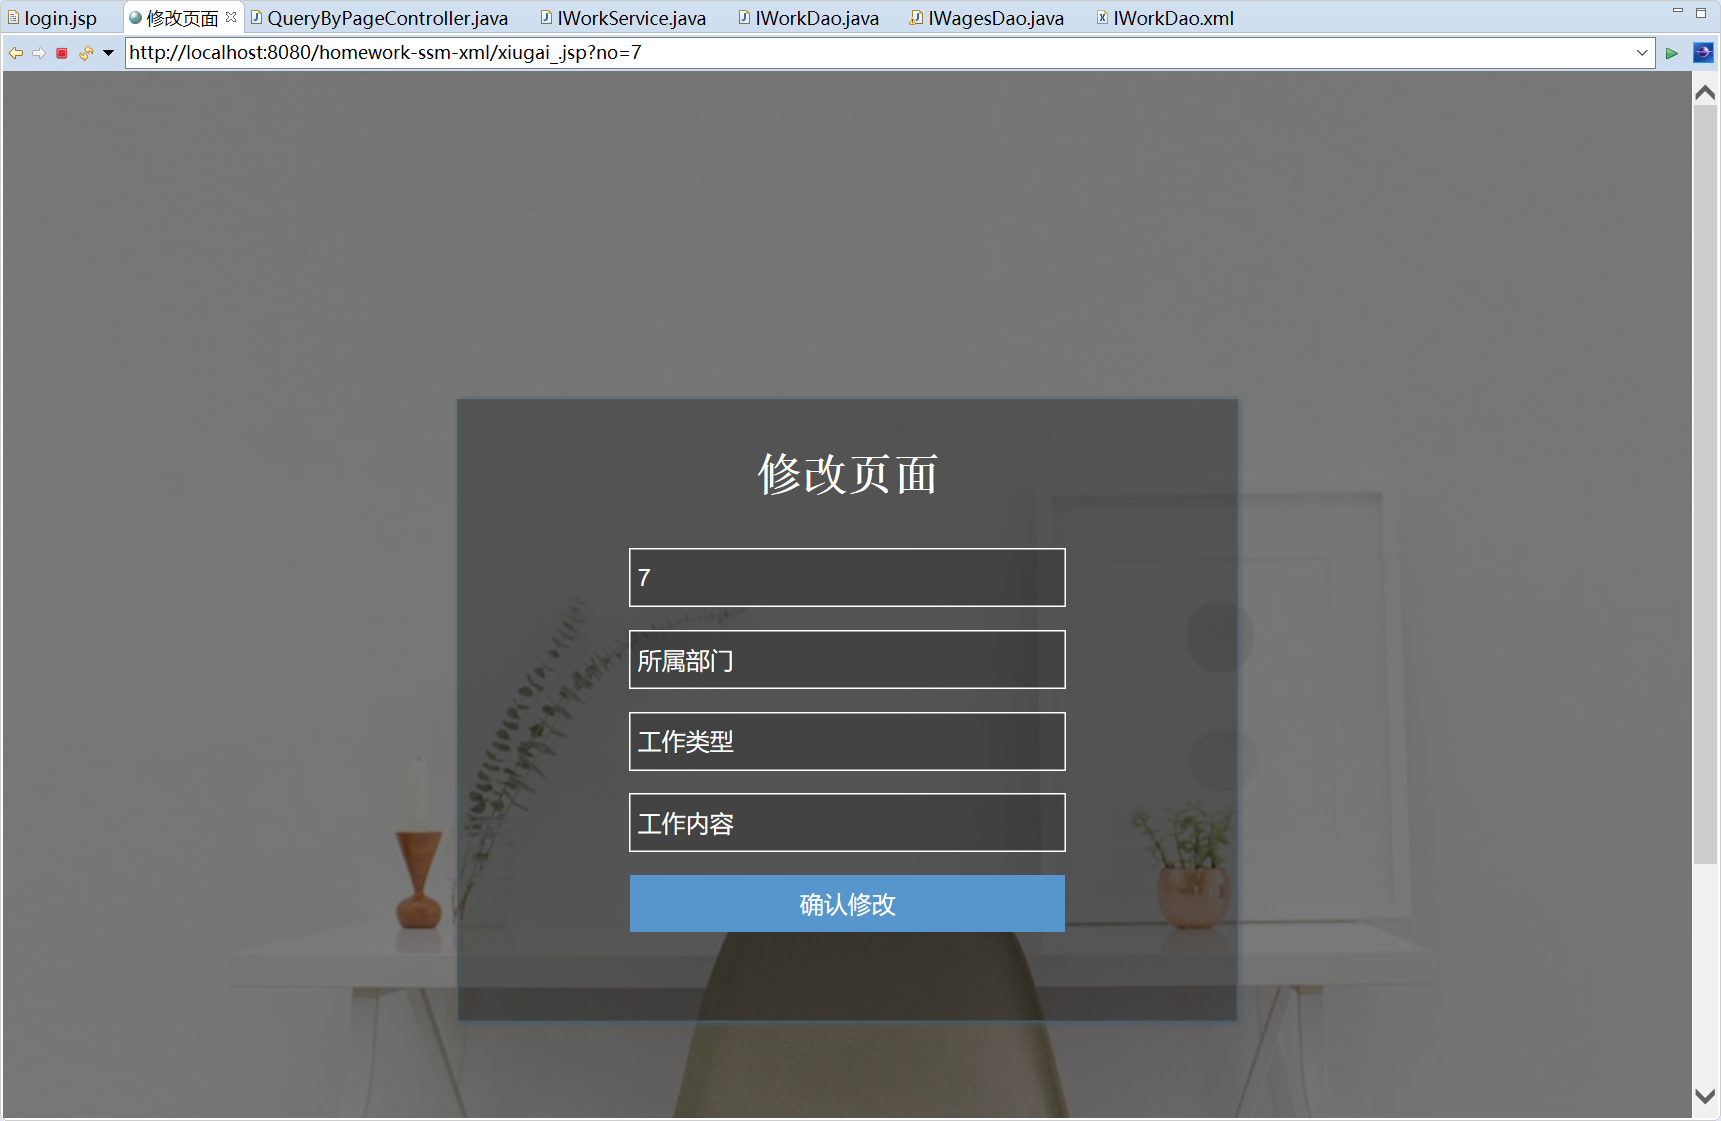 login.jsp 修改页面 QueryByPageController.java IWorkService.java IWorkDao.java IWagesDao.java IWorkDao.xml
http://localhost:8080/homework-ssm-xml/xiugai_.jsp?no=7
修改页面
7
所属部门
工作类型
工作内容
确认修改